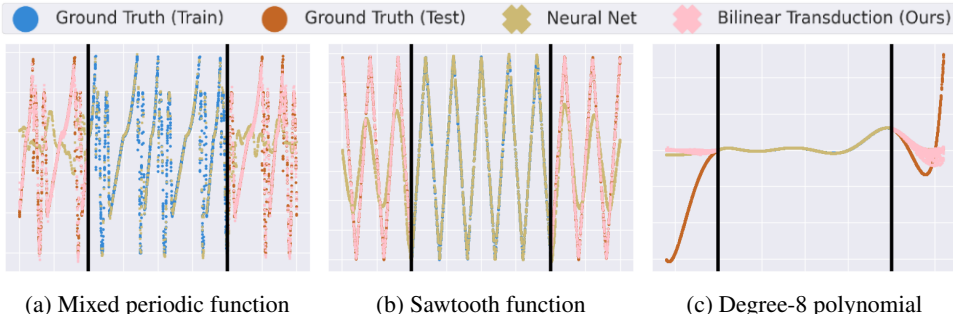 Ground Truth (Train) Ground Truth (Test) Neural Net Bilinear Transduction (Ours)
(a) Mixed periodic function (b) Sawtooth function (c) Degree-8 polynomial